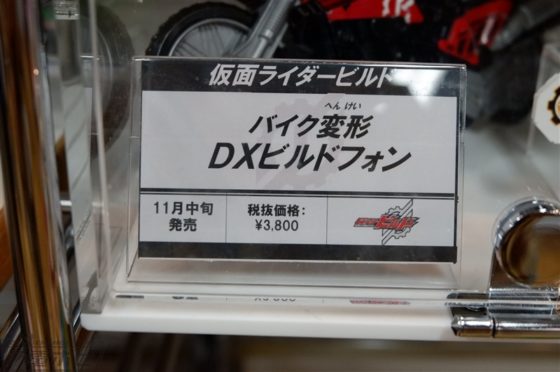 仮面ライダービルド
へんけい
バイク変形
DXビルドフォン
11月中旬
発売
税抜価格:
¥3,800